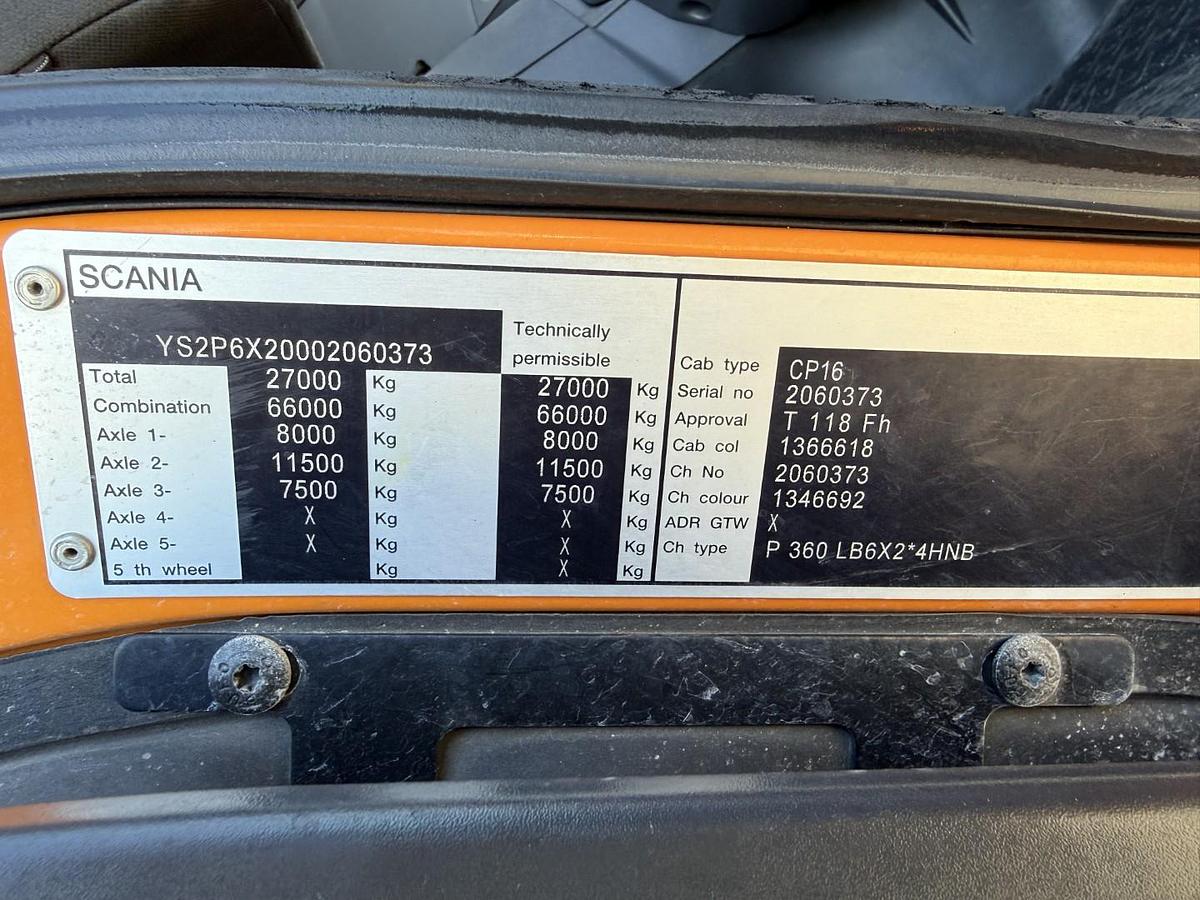 SCANIA
YS2P6X20002060373
Technically
permissible
Total 27000 Kg 27000 Kg
Combination 66000 Kg 66000 Kg
Axle 1- 8000 Kg 8000 Kg
Axle 2- 11500 Kg 11500 Kg
Axle 3- 7500 Kg 7500 Kg
Axle 4- X Kg X Kg
Axle 5- X Kg X Kg
5 th wheel Kg X Kg
Cab type CP16
Serial no 2060373
Approval T 118 Fh
Cab col 1366618
Ch No 2060373
Ch colour 1346692
ADR GTW X
Ch type P 360 LB6X2*4HNB